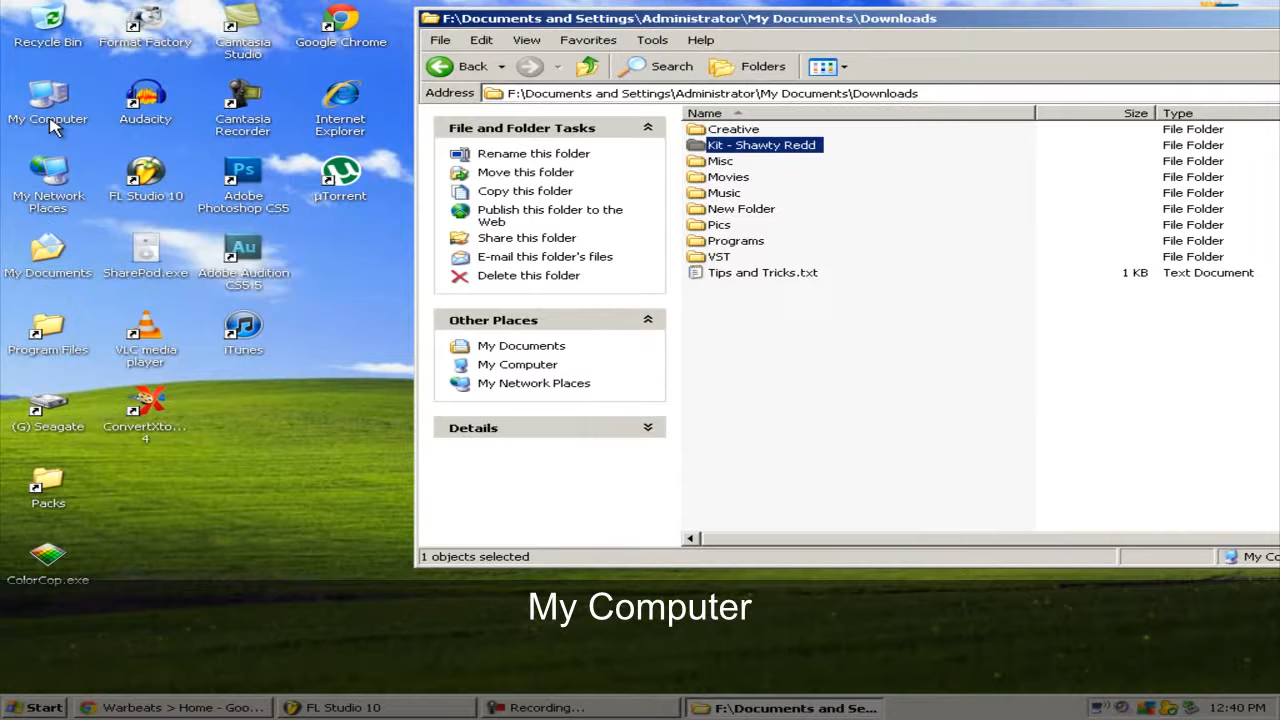 Recycle Bin
Format Factory
Camtasia
Studio
Google Chrome
My Computer
Audacity
Camtasia
Recorder
Internet
Explorer
My Network
Places
FL Studio 10
Adobe
Photoshop CS5
µTorrent
My Documents
SharePod.exe
Adobe Audition
CS5.5
Program Files
VLC media
player
iTunes
(G) Seagate
ConvertXto...
4
Packs
ColorCop.exe
F:\Documents and Settings\Administrator\My Documents\Downloads
File Edit View Favorites Tools Help
Back Search Folders
Address F:\Documents and Settings\Administrator\My Documents\Downloads
File and Folder Tasks
Rename this folder
Move this folder
Copy this folder
Publish this folder to the
Web
Share this folder
E-mail this folder's files
Delete this folder
Other Places
My Documents
My Computer
My Network Places
Details
Name Size Type
Creative File Folder
Kit - Shawty Redd File Folder
Misc File Folder
Movies File Folder
Music File Folder
New Folder File Folder
Pics File Folder
Programs File Folder
VST File Folder
Tips and Tricks.txt 1 KB Text Document
1 objects selected My Co
My Computer
Start Warbeats > Home - Goo... FL Studio 10 Recording... F:\Documents and Se... 12:40 PM